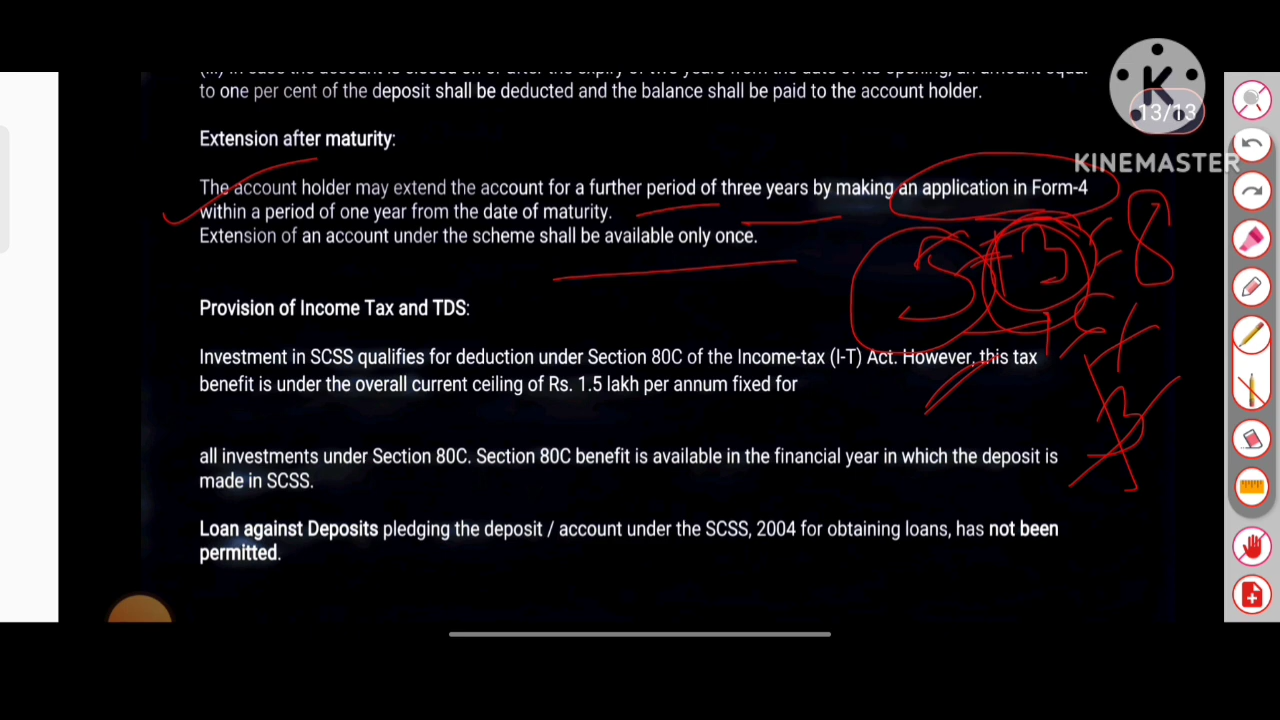 to one per cent of the deposit shall be deducted and the balance shall be paid to the account holder.
13/13
KINEMASTER
Extension after maturity:
The account holder may extend the account for a further period of three years by making an application in Form-4
within a period of one year from the date of maturity.
Extension of an account under the scheme shall be available only once.
5+3=8
Provision of Income Tax and TDS:
Investment in SCSS qualifies for deduction under Section 80C of the Income-tax (I-T) Act. However, this tax
benefit is under the overall current ceiling of Rs. 1.5 lakh per annum fixed for
all investments under Section 80C. Section 80C benefit is available in the financial year in which the deposit is
made in SCSS.
Loan against Deposits pledging the deposit / account under the SCSS, 2004 for obtaining loans, has not been
permitted.